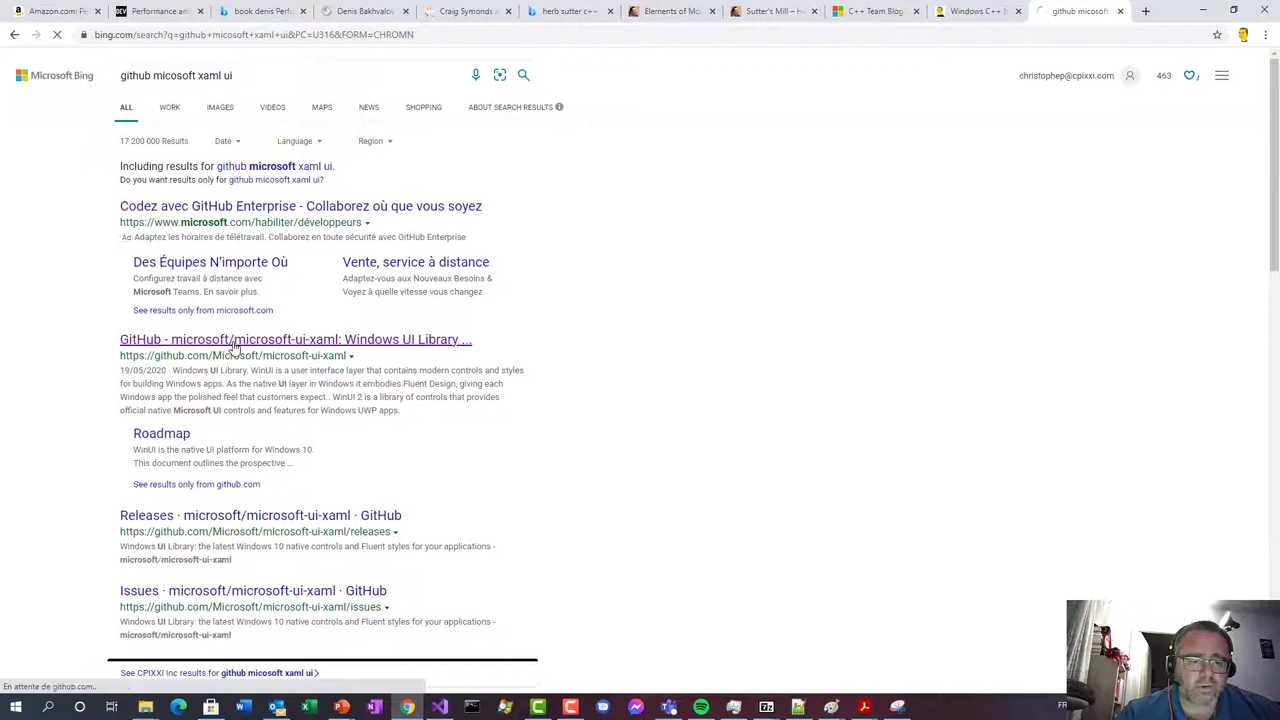 Amazon.com: P
Performance a
book denis bak
Denis Bakhvalo
Craig Symonds a
herb sutter c++
Elements of Mo
Sutter's Mill – h
C++ Team Blog
Windows C++ b
github micosoft
bing.com/search?q=github+micosoft+xaml+ui&PC=U316&FORM=CHROMN
Microsoft Bing
github micosoft xaml ui
christophep@cpixxi.com
463
ALL WORK IMAGES VIDEOS MAPS NEWS SHOPPING ABOUT SEARCH RESULTS
17 200 000 Results Date Language Region
Including results for github microsoft xaml ui.
Do you want results only for github micosoft xaml ui?
Codez avec GitHub Enterprise - Collaborez où que vous soyez
https://www.microsoft.com/habiliter/développeurs
Ad Adaptez les horaires de télétravail. Collaborez en toute sécurité avec GitHub Enterprise
Des Équipes N'importe Où
Configurez travail à distance avec
Microsoft Teams. En savoir plus.
Vente, service à distance
Adaptez-vous aux Nouveaux Besoins &
Voyez à quelle vitesse vous changez
See results only from microsoft.com
GitHub - microsoft/microsoft-ui-xaml: Windows UI Library ...
https://github.com/Microsoft/microsoft-ui-xaml
19/05/2020 · Windows UI Library. WinUI is a user interface layer that contains modern controls and styles
for building Windows apps. As the native UI layer in Windows it embodies Fluent Design, giving each
Windows app the polished feel that customers expect.. WinUI 2 is a library of controls that provides
official native Microsoft UI controls and features for Windows UWP apps.
Roadmap
WinUI is the native UI platform for Windows 10.
This document outlines the prospective ...
See results only from github.com
Releases · microsoft/microsoft-ui-xaml · GitHub
https://github.com/Microsoft/microsoft-ui-xaml/releases
Windows UI Library: the latest Windows 10 native controls and Fluent styles for your applications -
microsoft/microsoft-ui-xaml
Issues · microsoft/microsoft-ui-xaml · GitHub
https://github.com/Microsoft/microsoft-ui-xaml/issues
Windows UI Library: the latest Windows 10 native controls and Fluent styles for your applications -
microsoft/microsoft-ui-xaml
See CPIXXI Inc results for github micosoft xaml ui
En attente de github.com..
FR